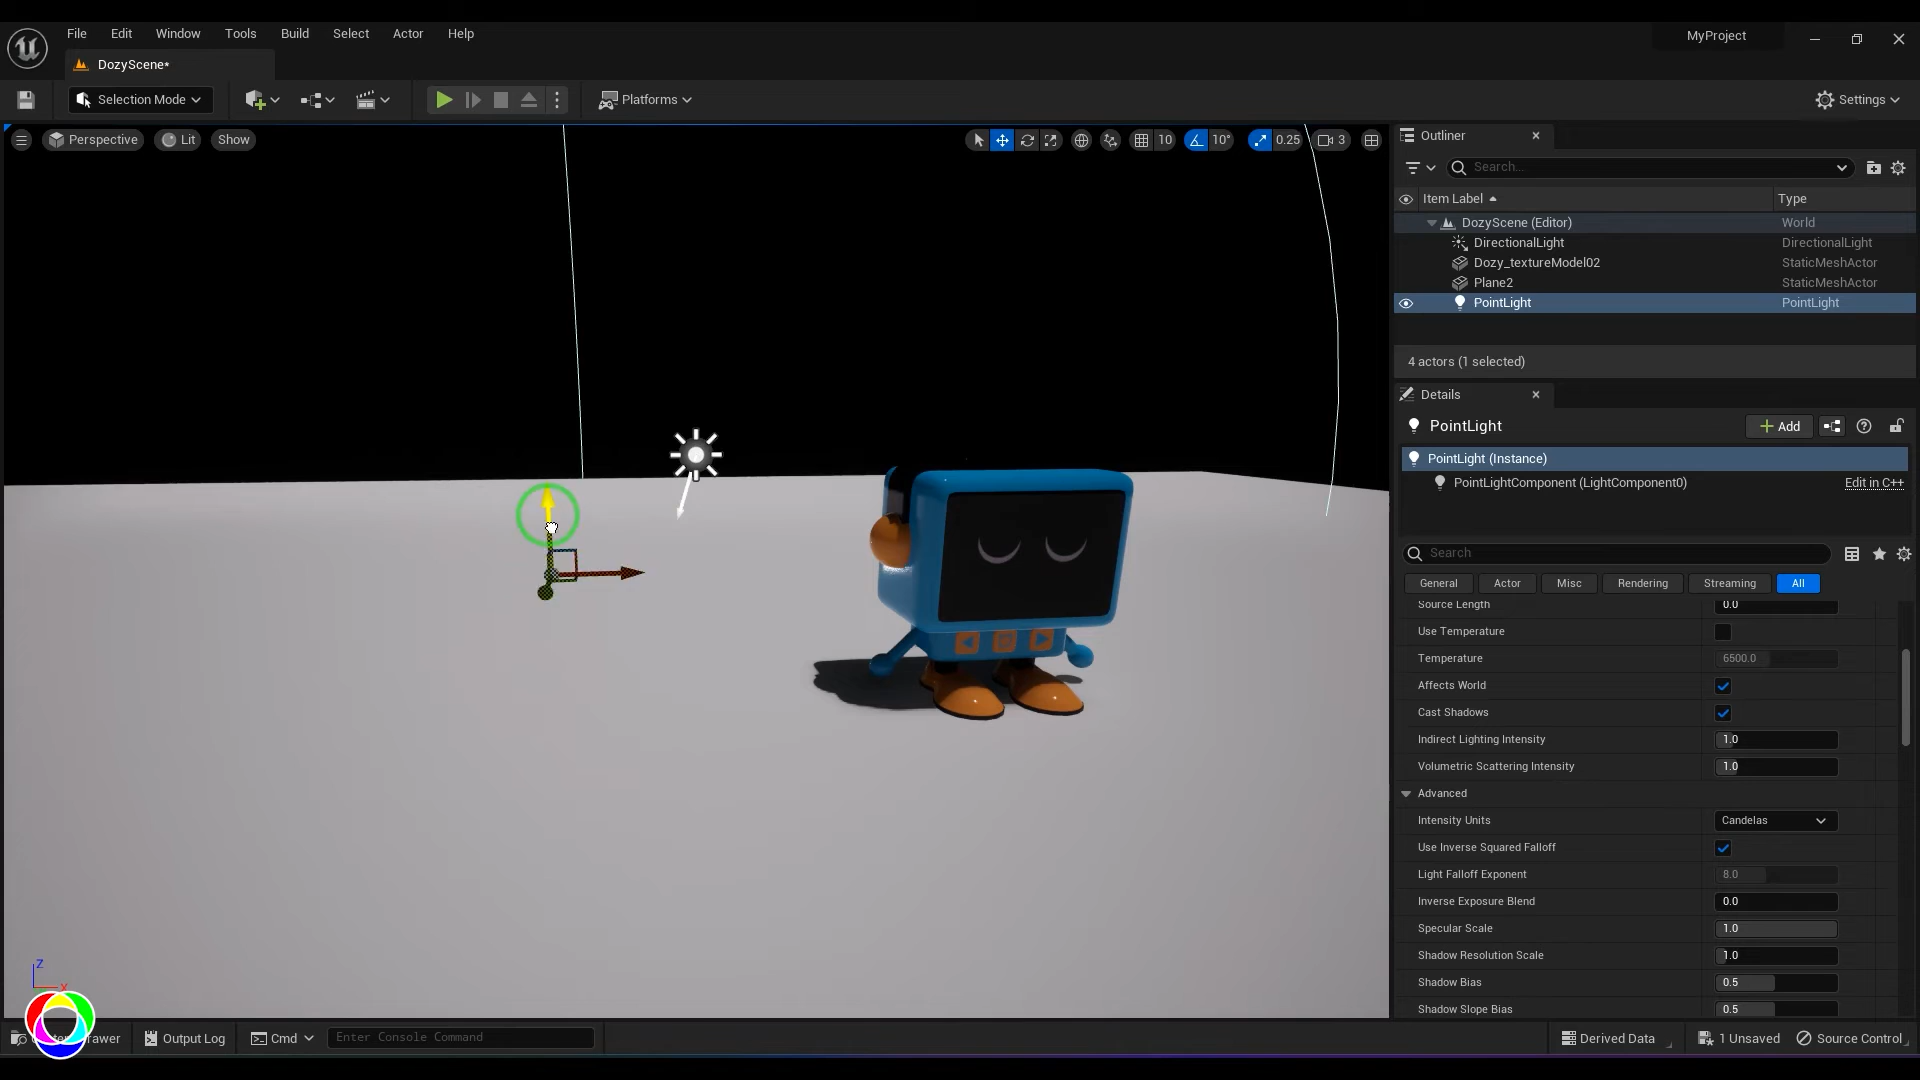 File Edit Window Tools Build Select Actor Help
MyProject
DozyScene*
Selection Mode
Platforms
Settings
Perspective Lit Show
10 10° 0.25 3
Outliner
Search...
Item Label Type
DozyScene (Editor) World
DirectionalLight DirectionalLight
Dozy_textureModel02 StaticMeshActor
Plane2 StaticMeshActor
PointLight PointLight
4 actors (1 selected)
Details
PointLight
Add
PointLight (Instance)
PointLightComponent (LightComponent0) Edit in C++
Search
General Actor Misc Rendering Streaming All
Source Length 0.0
Use Temperature
Temperature 6500.0
Affects World
Cast Shadows
Indirect Lighting Intensity 1.0
Volumetric Scattering Intensity 1.0
Advanced
Intensity Units Candelas
Use Inverse Squared Falloff
Light Falloff Exponent 8.0
Inverse Exposure Blend 0.0
Specular Scale 1.0
Shadow Resolution Scale 1.0
Shadow Bias 0.5
Shadow Slope Bias 0.5
Z
X
Output Log Cmd Enter Console Command
Derived Data 1 Unsaved Source Control